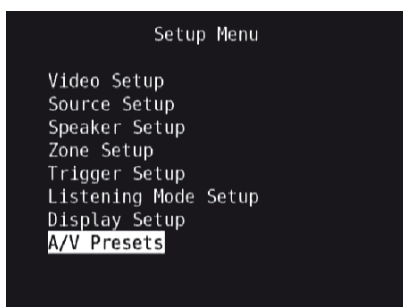 Setup Menu
Video Setup
Source Setup
Speaker Setup
Zone Setup
Trigger Setup
Listening Mode Setup
Display Setup
A/V Presets